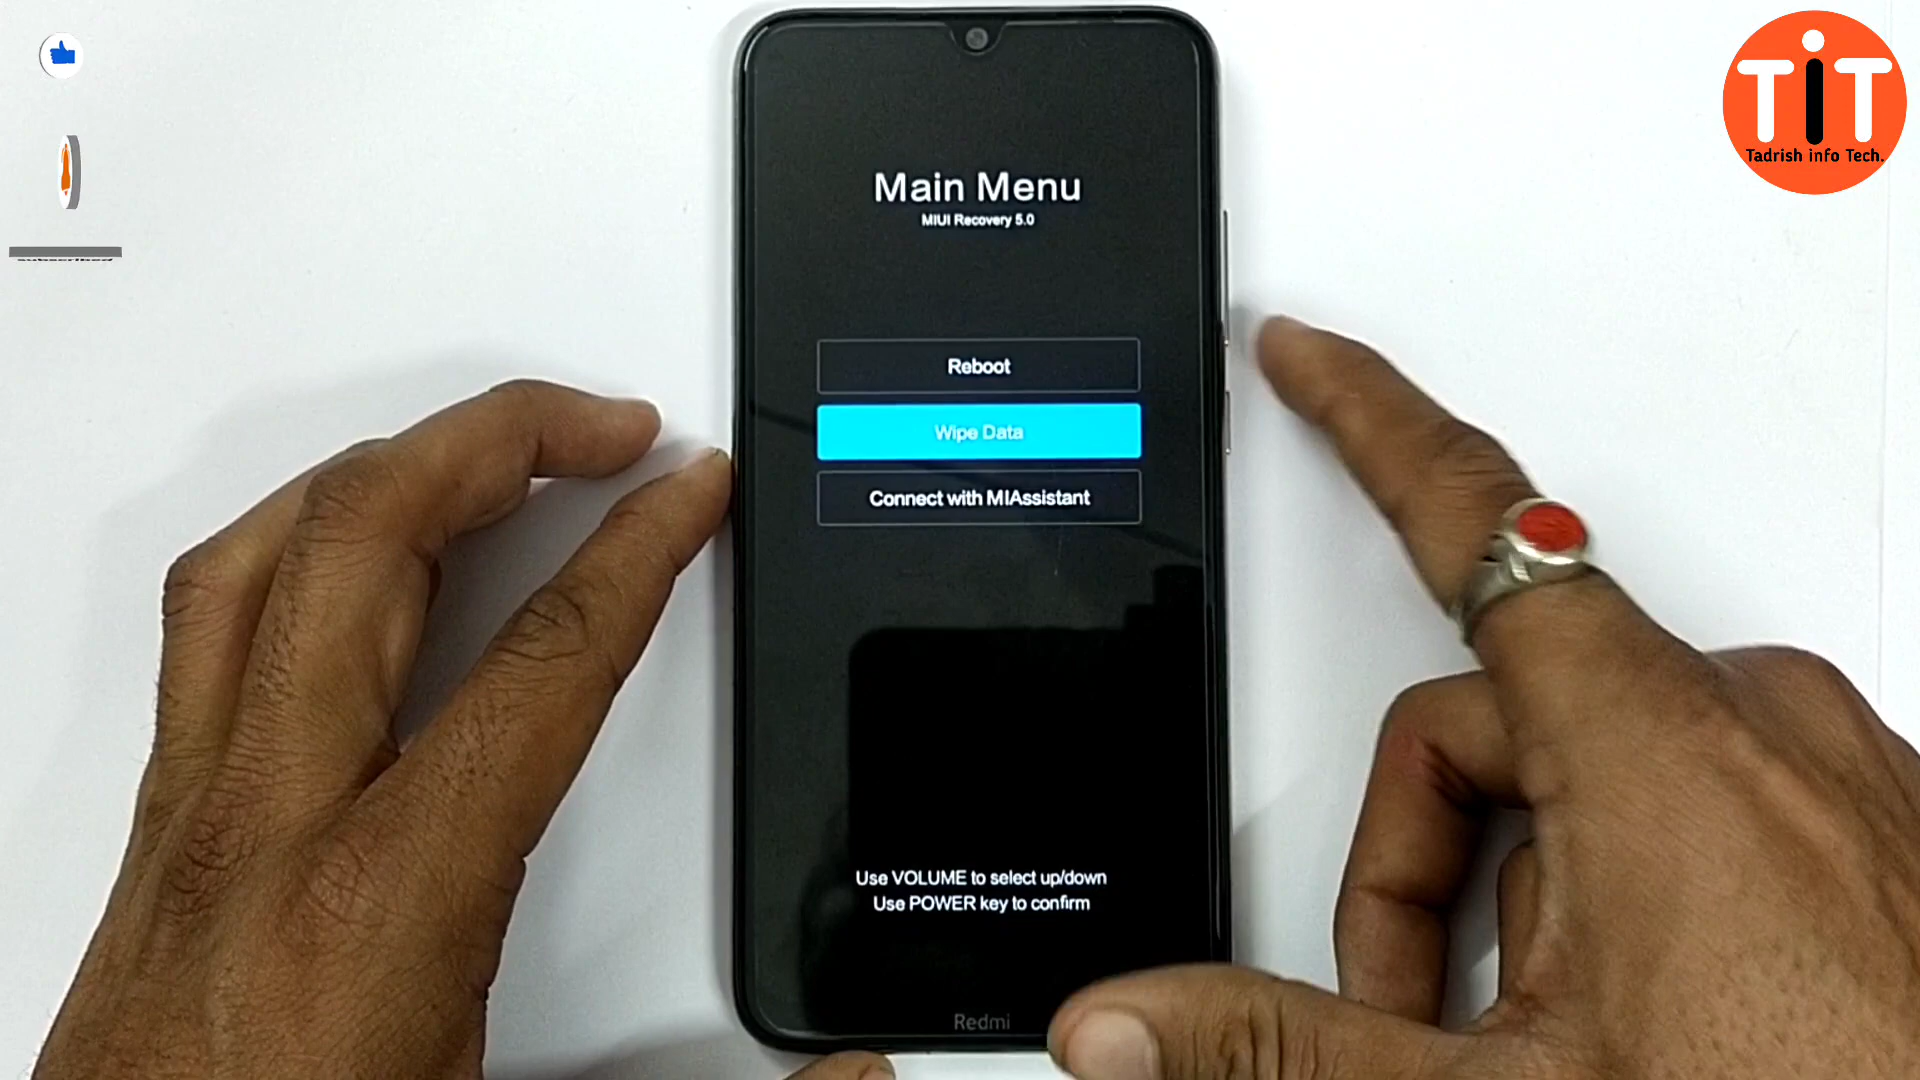 TiT
Tadrish info Tech.
Main Menu
MIUI Recovery 5.0
Reboot
Wipe Data
Connect with MIAssistant
Use VOLUME to select up/down
Use POWER key to confirm
Redmi